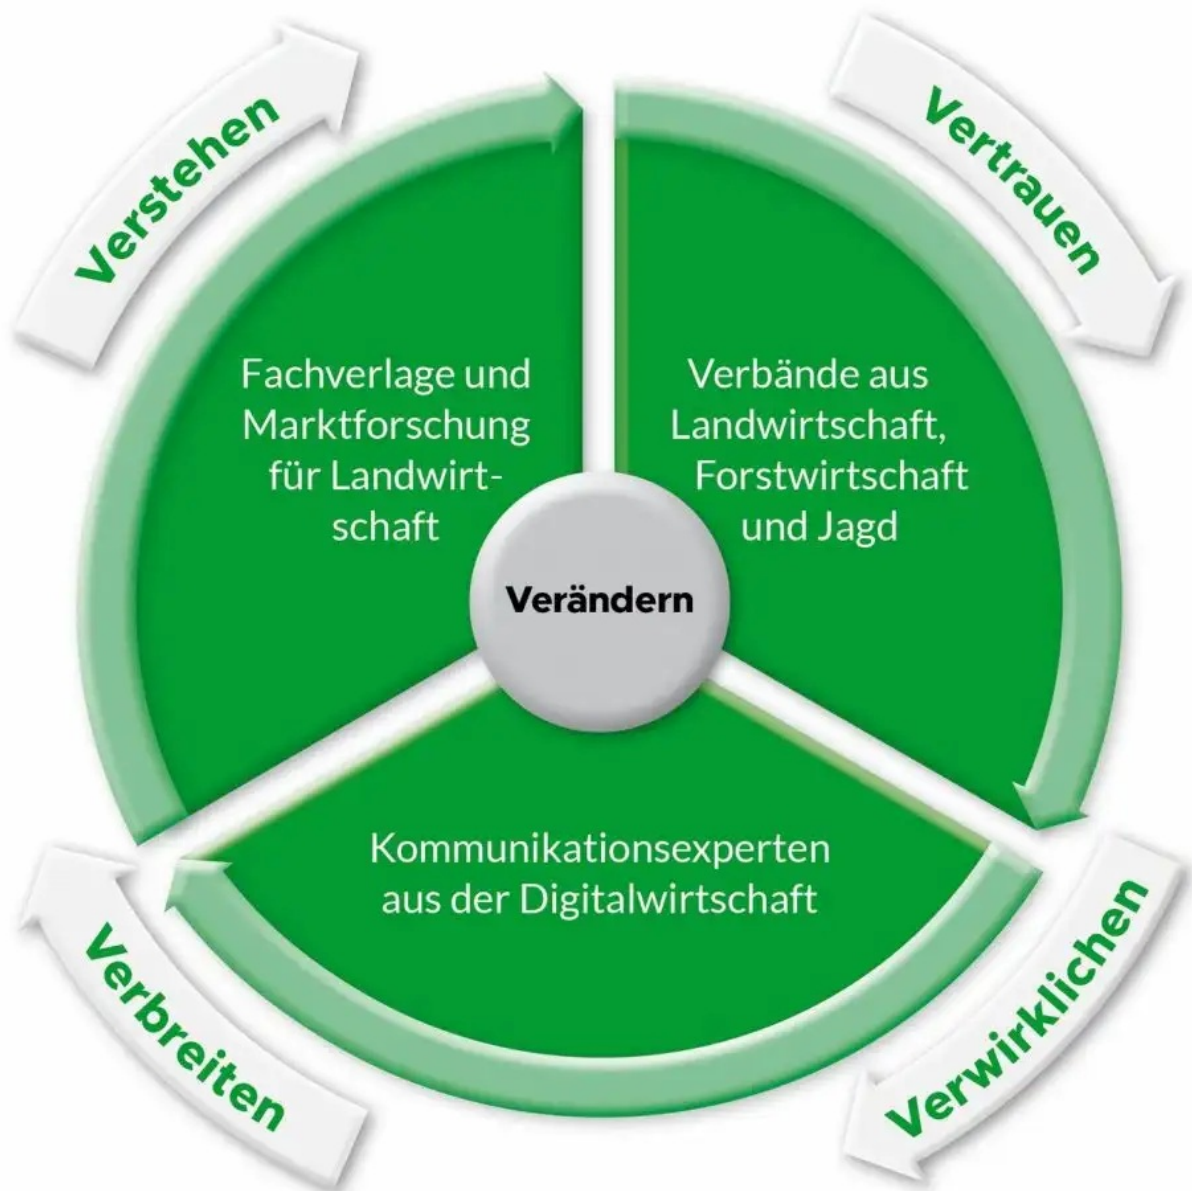 Verstehen
Vertrauen
Fachverlage und
Marktforschung
für Landwirt-
schaft
Verbände aus
Landwirtschaft,
Forstwirtschaft
und Jagd
Verändern
Kommunikationsexperten
aus der Digitalwirtschaft
Verbreiten
Verwirklichen